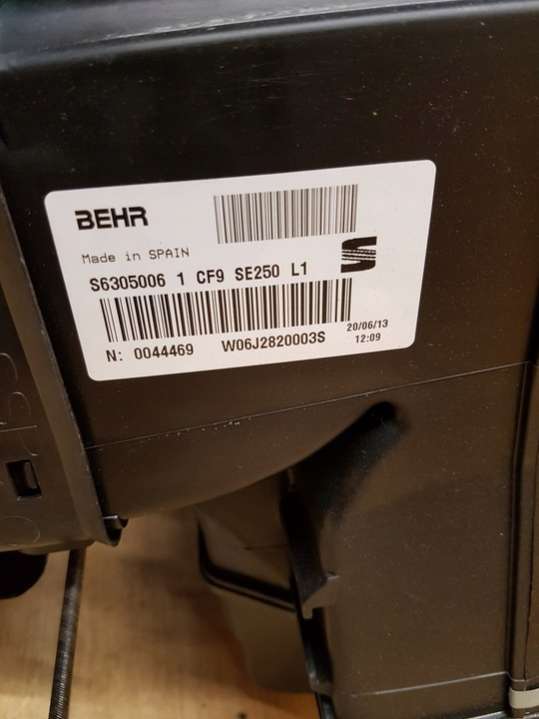 BEHR
Made in SPAIN
S6305006 1 CF9 SE250 L1
N: 0044469 W06J2820003S
20/06/13
12:09